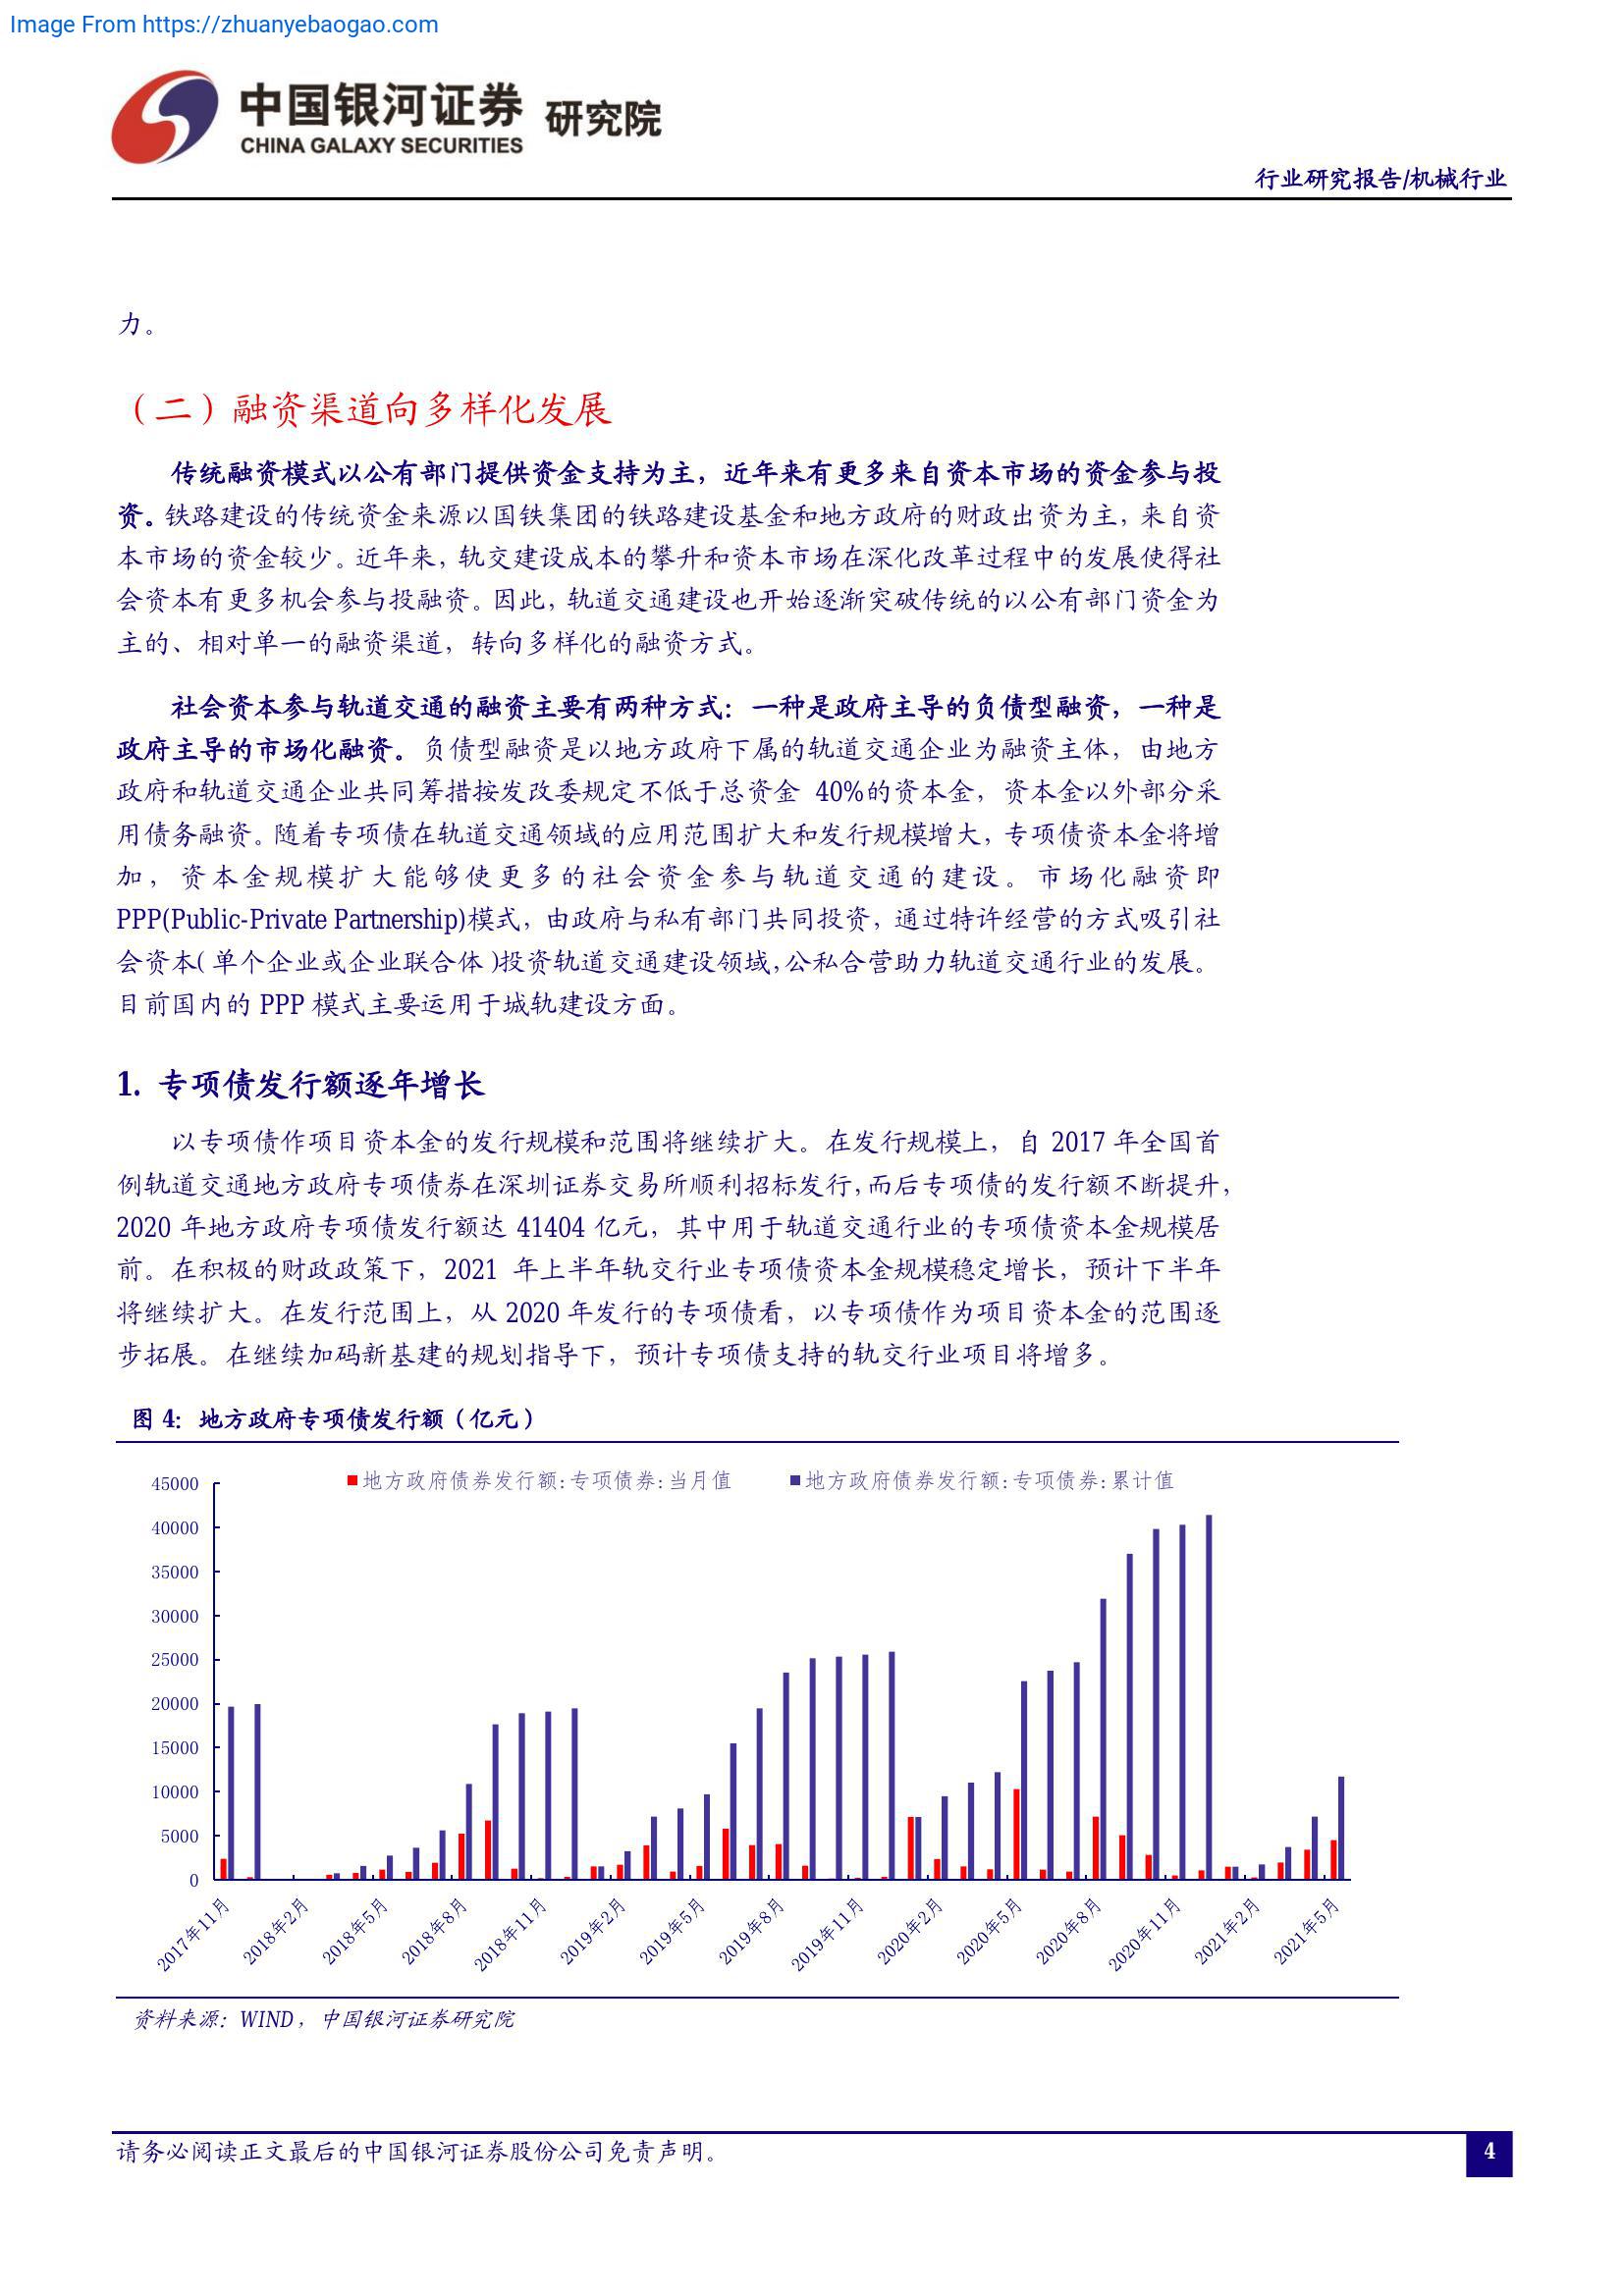 Image From https://zhuanyebaogao.com
中国银河证券 研究院
CHINA GALAXY SECURITIES
行业研究报告/机械行业
力。
（二）融资渠道向多样化发展
传统融资模式以公有部门提供资金支持为主，近年来有更多来自资本市场的资金参与投
资。铁路建设的传统资金来源以国铁集团的铁路建设基金和地方政府的财政出资为主，来自资
本市场的资金较少。近年来，轨交建设成本的攀升和资本市场在深化改革过程中的发展使得社
会资本有更多机会参与投融资。因此，轨道交通建设也开始逐渐突破传统的以公有部门资金为
主的、相对单一的融资渠道，转向多样化的融资方式。
社会资本参与轨道交通的融资主要有两种方式：一种是政府主导的负债型融资，一种是
政府主导的市场化融资。负债型融资是以地方政府下属的轨道交通企业为融资主体，由地方
政府和轨道交通企业共同筹措按发改委规定不低于总资金 40%的资本金，资本金以外部分采
用债务融资。随着专项债在轨道交通领域的应用范围扩大和发行规模增大，专项债资本金将增
加，资本金规模扩大能够使更多的社会资金参与轨道交通的建设。市场化融资即
PPP(Public-Private Partnership)模式，由政府与私有部门共同投资，通过特许经营的方式吸引社
会资本(单个企业或企业联合体)投资轨道交通建设领域,公私合营助力轨道交通行业的发展。
目前国内的 PPP 模式主要运用于城轨建设方面。
1. 专项债发行额逐年增长
以专项债作项目资本金的发行规模和范围将继续扩大。在发行规模上，自 2017 年全国首
例轨道交通地方政府专项债券在深圳证券交易所顺利招标发行,而后专项债的发行额不断提升，
2020 年地方政府专项债发行额达 41404 亿元，其中用于轨道交通行业的专项债资本金规模居
前。在积极的财政政策下，2021 年上半年轨交行业专项债资本金规模稳定增长，预计下半年
将继续扩大。在发行范围上，从 2020 年发行的专项债看，以专项债作为项目资本金的范围逐
步拓展。在继续加码新基建的规划指导下，预计专项债支持的轨交行业项目将增多。
图 4：地方政府专项债发行额（亿元）
地方政府债券发行额:专项债券:当月值 地方政府债券发行额:专项债券:累计值
45000
40000
35000
30000
25000
20000
15000
10000
5000
0
2017年11月 2018年2月 2018年5月 2018年8月 2018年11月 2019年2月 2019年5月 2019年8月 2019年11月 2020年2月 2020年5月 2020年8月 2020年11月 2021年2月 2021年5月
资料来源：WIND，中国银河证券研究院
请务必阅读正文最后的中国银河证券股份公司免责声明。
4